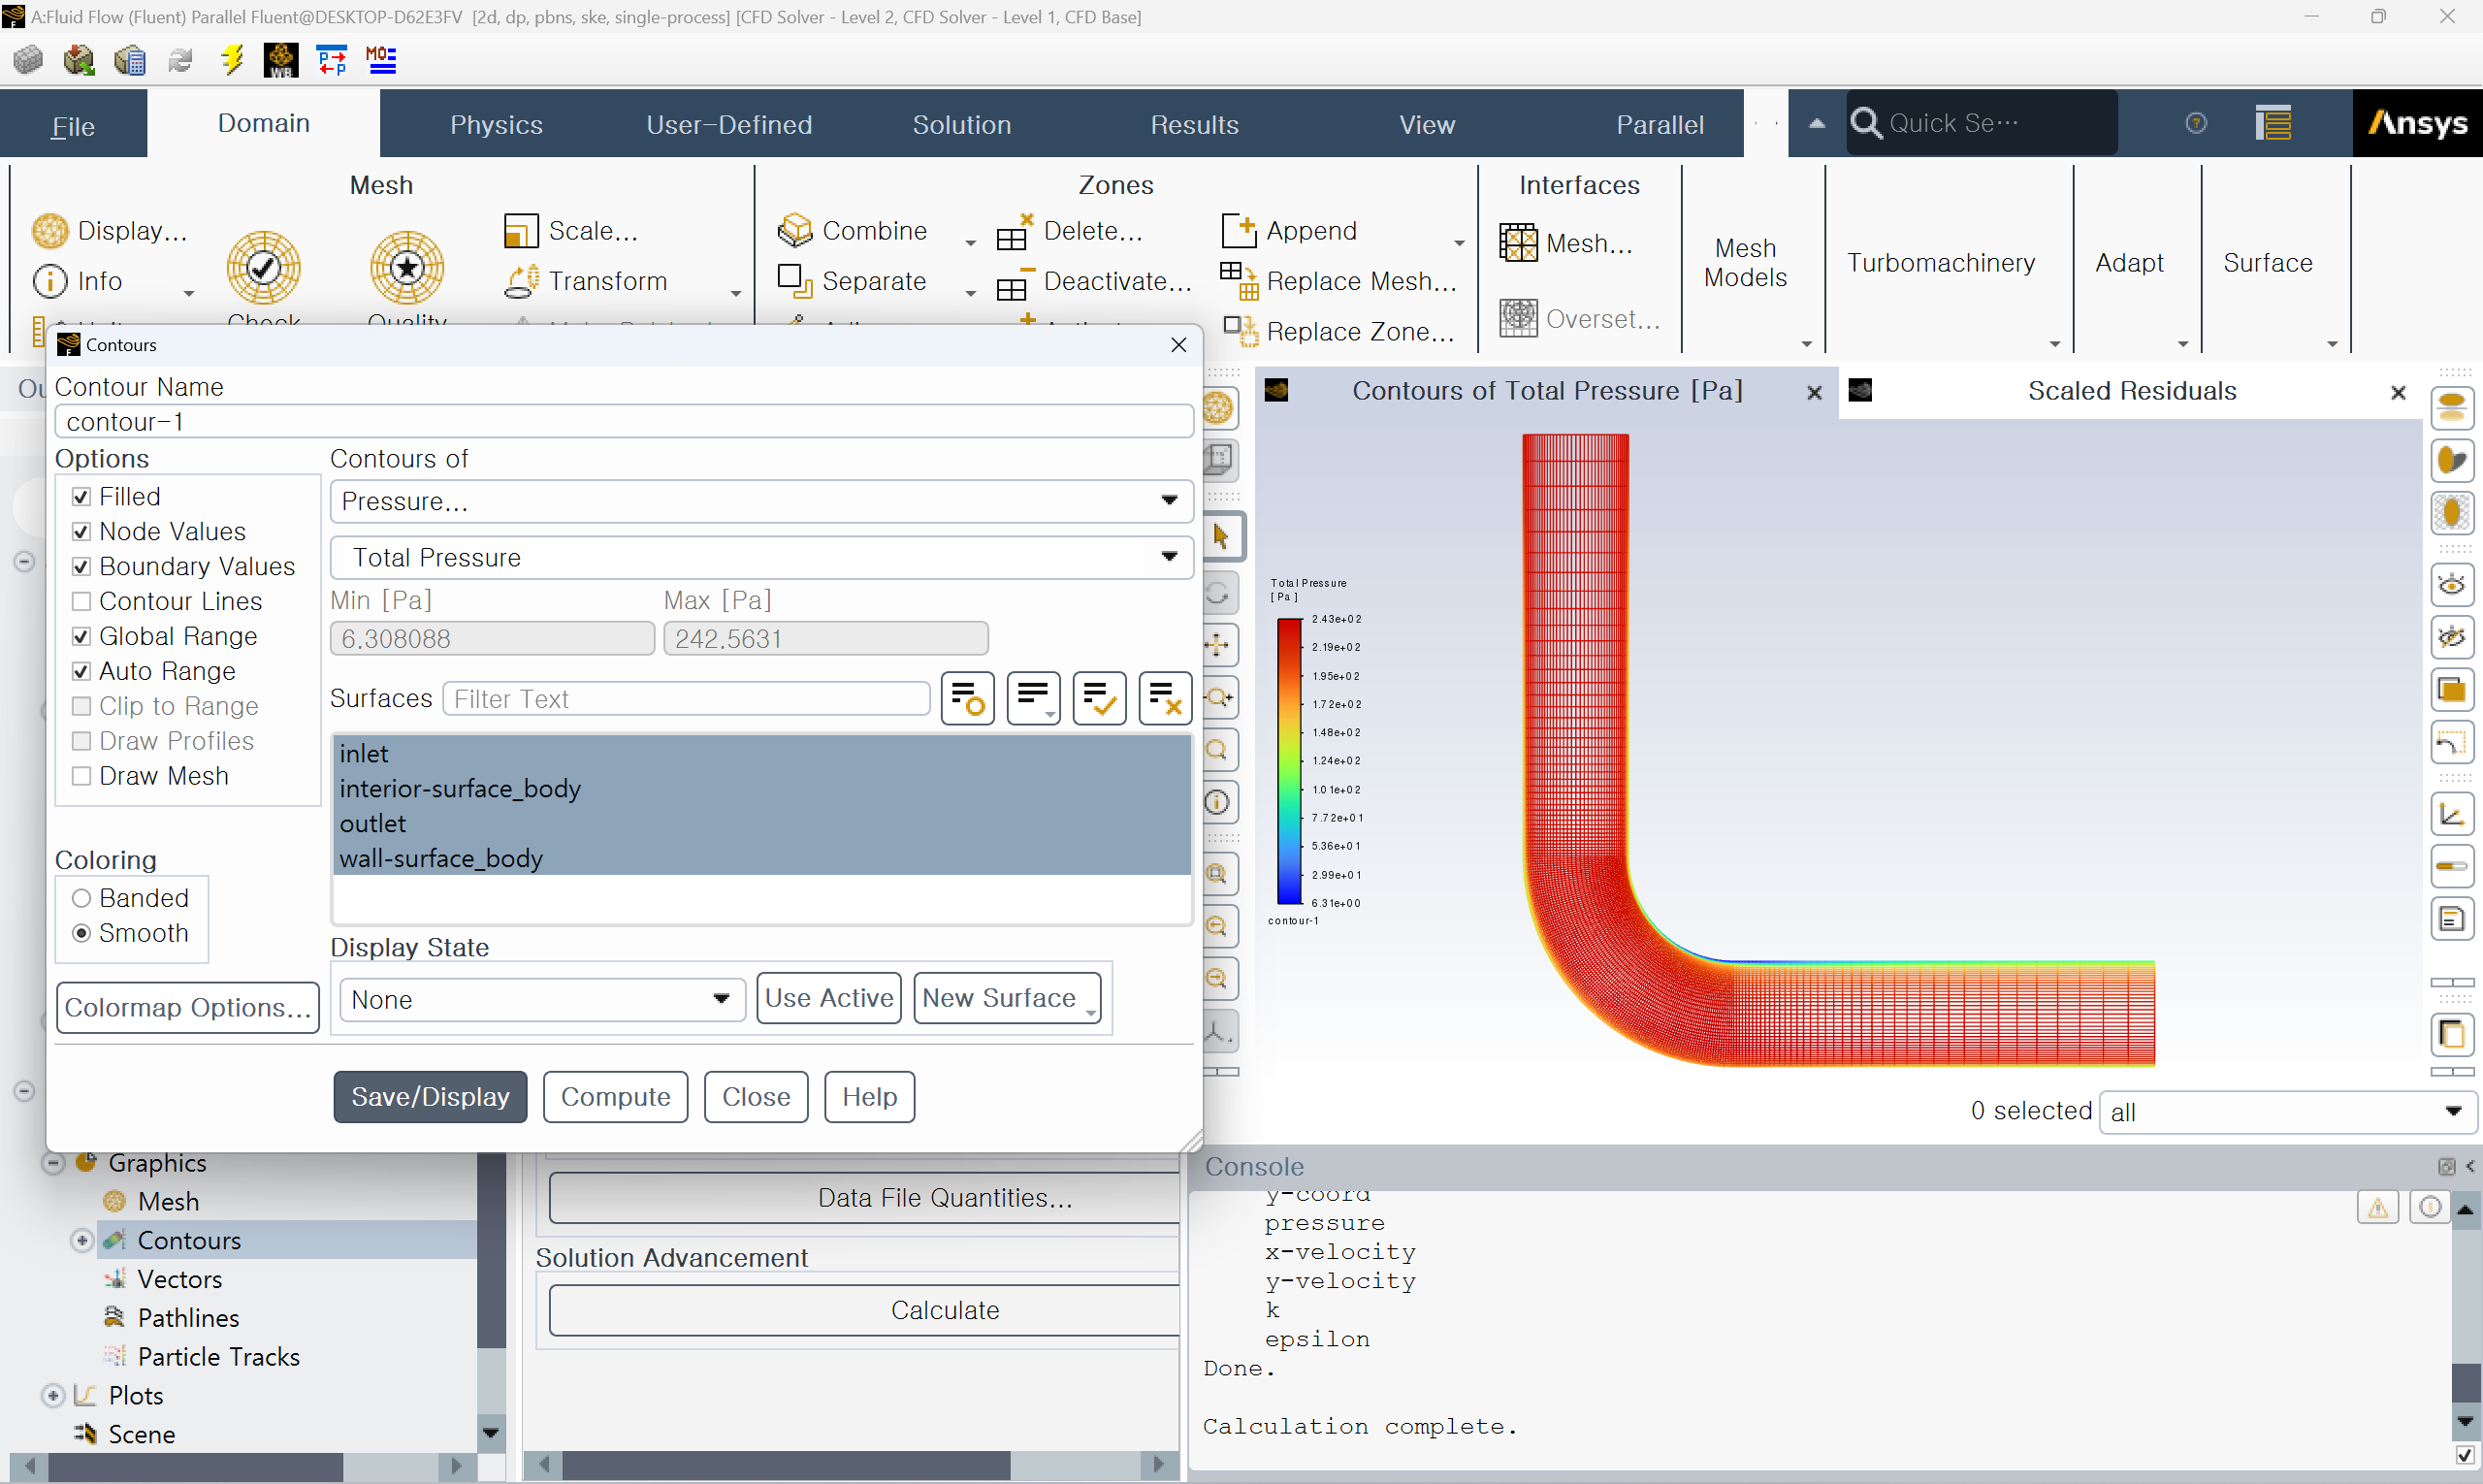 A:Fluid Flow (Fluent) Parallel Fluent@DESKTOP-D62E3FV [2d, dp, pbns, ske, single-process] [CFD Solver - Level 2, CFD Solver - Level 1, CFD Base]
WB
MO
File
Domain
Physics
User-Defined
Solution
Results
View
Parallel
Quick Se...
Ansys
Mesh
Display...
Info
Check
Quality
Scale...
Transform
Zones
Combine
Separate
Delete...
Deactivate...
Append
Replace Mesh...
Replace Zone...
Interfaces
Mesh...
Overset...
Mesh
Models
Turbomachinery
Adapt
Surface
Contours
Contour Name
contour-1
Options
Filled
Node Values
Boundary Values
Contour Lines
Global Range
Auto Range
Clip to Range
Draw Profiles
Draw Mesh
Coloring
Banded
Smooth
Colormap Options...
Contours of
Pressure...
Total Pressure
Min [Pa]
Max [Pa]
6.308088
242.5631
Surfaces
Filter Text
inlet
interior-surface_body
outlet
wall-surface_body
Display State
None
Use Active
New Surface
Save/Display
Compute
Close
Help
Contours of Total Pressure [Pa]
Scaled Residuals
Total Pressure
[ Pa ]
2.43e+02
2.19e+02
1.95e+02
1.72e+02
1.48e+02
1.24e+02
1.01e+02
7.72e+01
5.36e+01
2.99e+01
6.31e+00
contour-1
0 selected
all
Graphics
Mesh
Contours
Vectors
Pathlines
Particle Tracks
Plots
Scene
Data File Quantities...
Solution Advancement
Calculate
Console
y-coord
pressure
x-velocity
y-velocity
k
epsilon
Done.
Calculation complete.